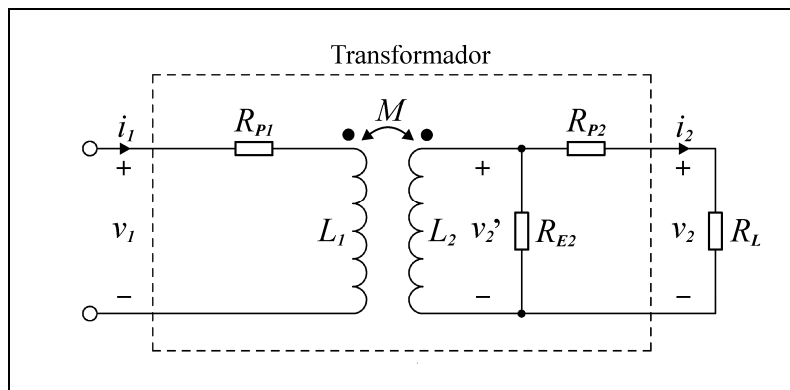 Transformador
M
i1
RP1
RP2
i2
+
+
+
v1
L1
L2
v2’
RE2
v2
RL
−
−
−